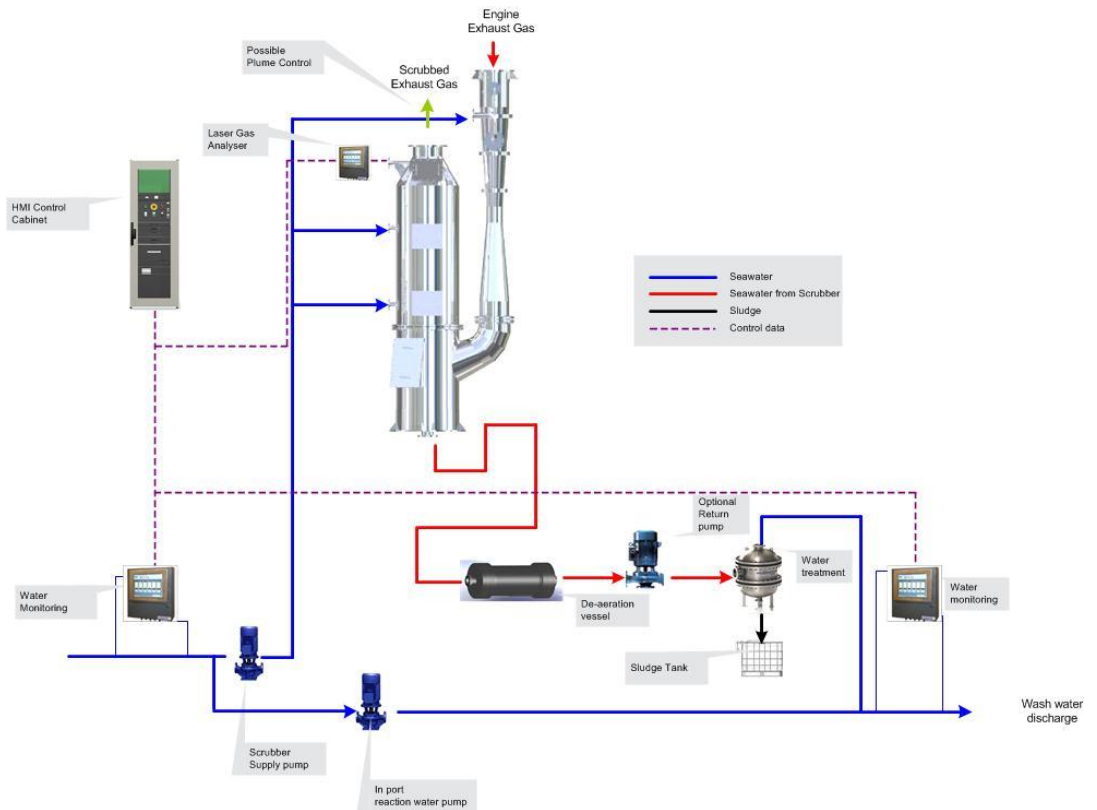 Engine
Exhaust Gas
Possible
Plume Control
Scrubbed
Exhaust Gas
Laser Gas
Analyser
HMI Control
Cabinet
Seawater
Seawater from Scrubber
Sludge
Control data
Optional
Return
pump
Water
treatment
Water
Monitoring
De-aeration
vessel
Water
monitoring
Sludge Tank
Wash water
discharge
Scrubber
Supply pump
In port
reaction water pump